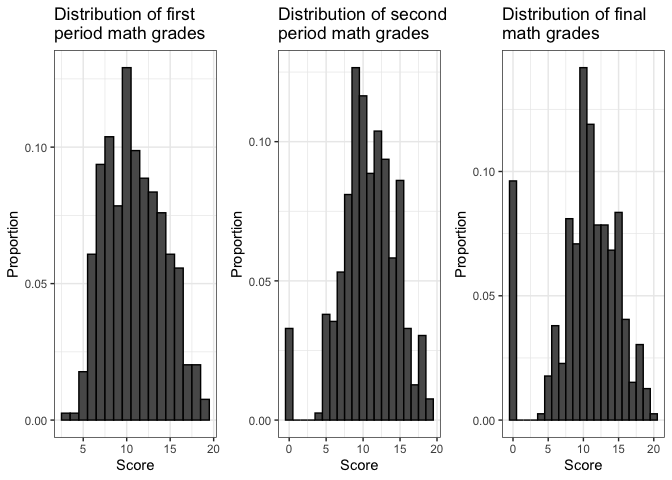 Distribution of first
period math grades
Proportion
0.10
0.05
0.00
5
10
15
20
Score
Distribution of second
period math grades
Proportion
0.10
0.05
0.00
0
5
10
15
20
Score
Distribution of final
math grades
Proportion
0.10
0.05
0.00
0
5
10
15
20
Score